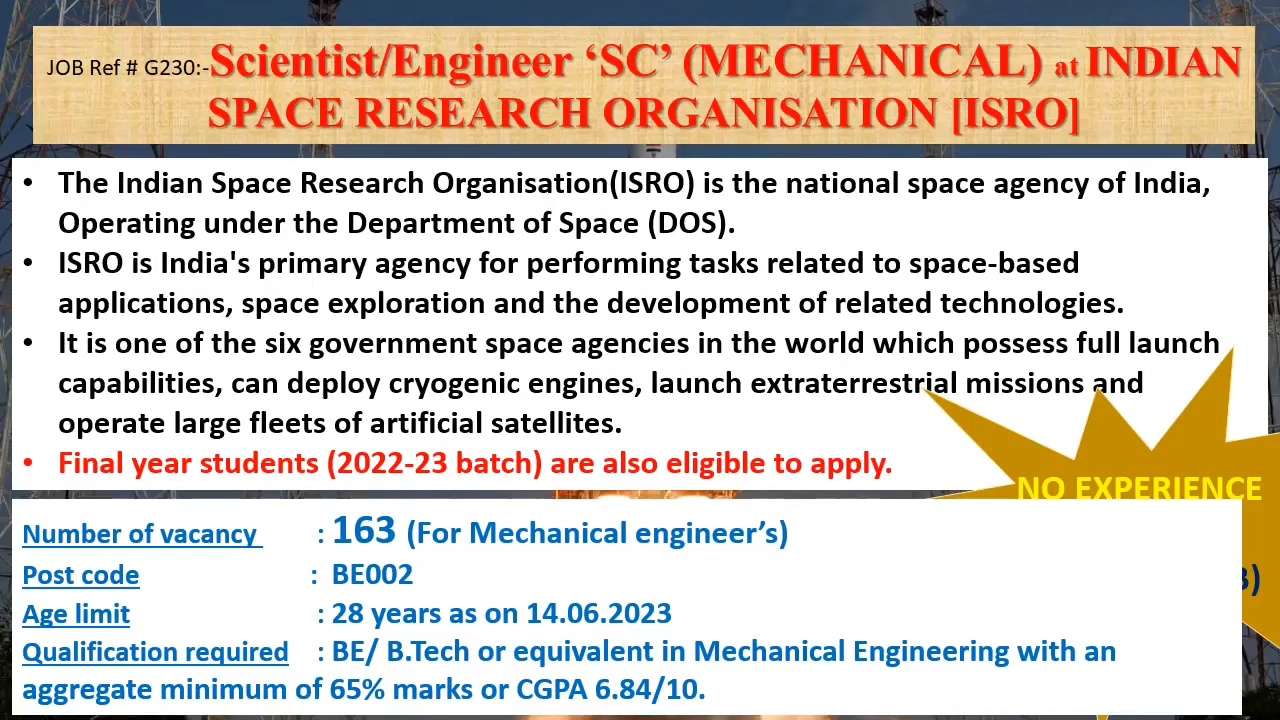 JOB Ref # G230:-Scientist/Engineer ‘SC’ (MECHANICAL) at INDIAN
SPACE RESEARCH ORGANISATION [ISRO]
• The Indian Space Research Organisation(ISRO) is the national space agency of India,
Operating under the Department of Space (DOS).
• ISRO is India's primary agency for performing tasks related to space-based
applications, space exploration and the development of related technologies.
• It is one of the six government space agencies in the world which possess full launch
capabilities, can deploy cryogenic engines, launch extraterrestrial missions and
operate large fleets of artificial satellites.
• Final year students (2022-23 batch) are also eligible to apply.
NO EXPERIENCE
Number of vacancy : 163 (For Mechanical engineer’s)
Post code : BE002
Age limit : 28 years as on 14.06.2023
Qualification required : BE/ B.Tech or equivalent in Mechanical Engineering with an
aggregate minimum of 65% marks or CGPA 6.84/10.